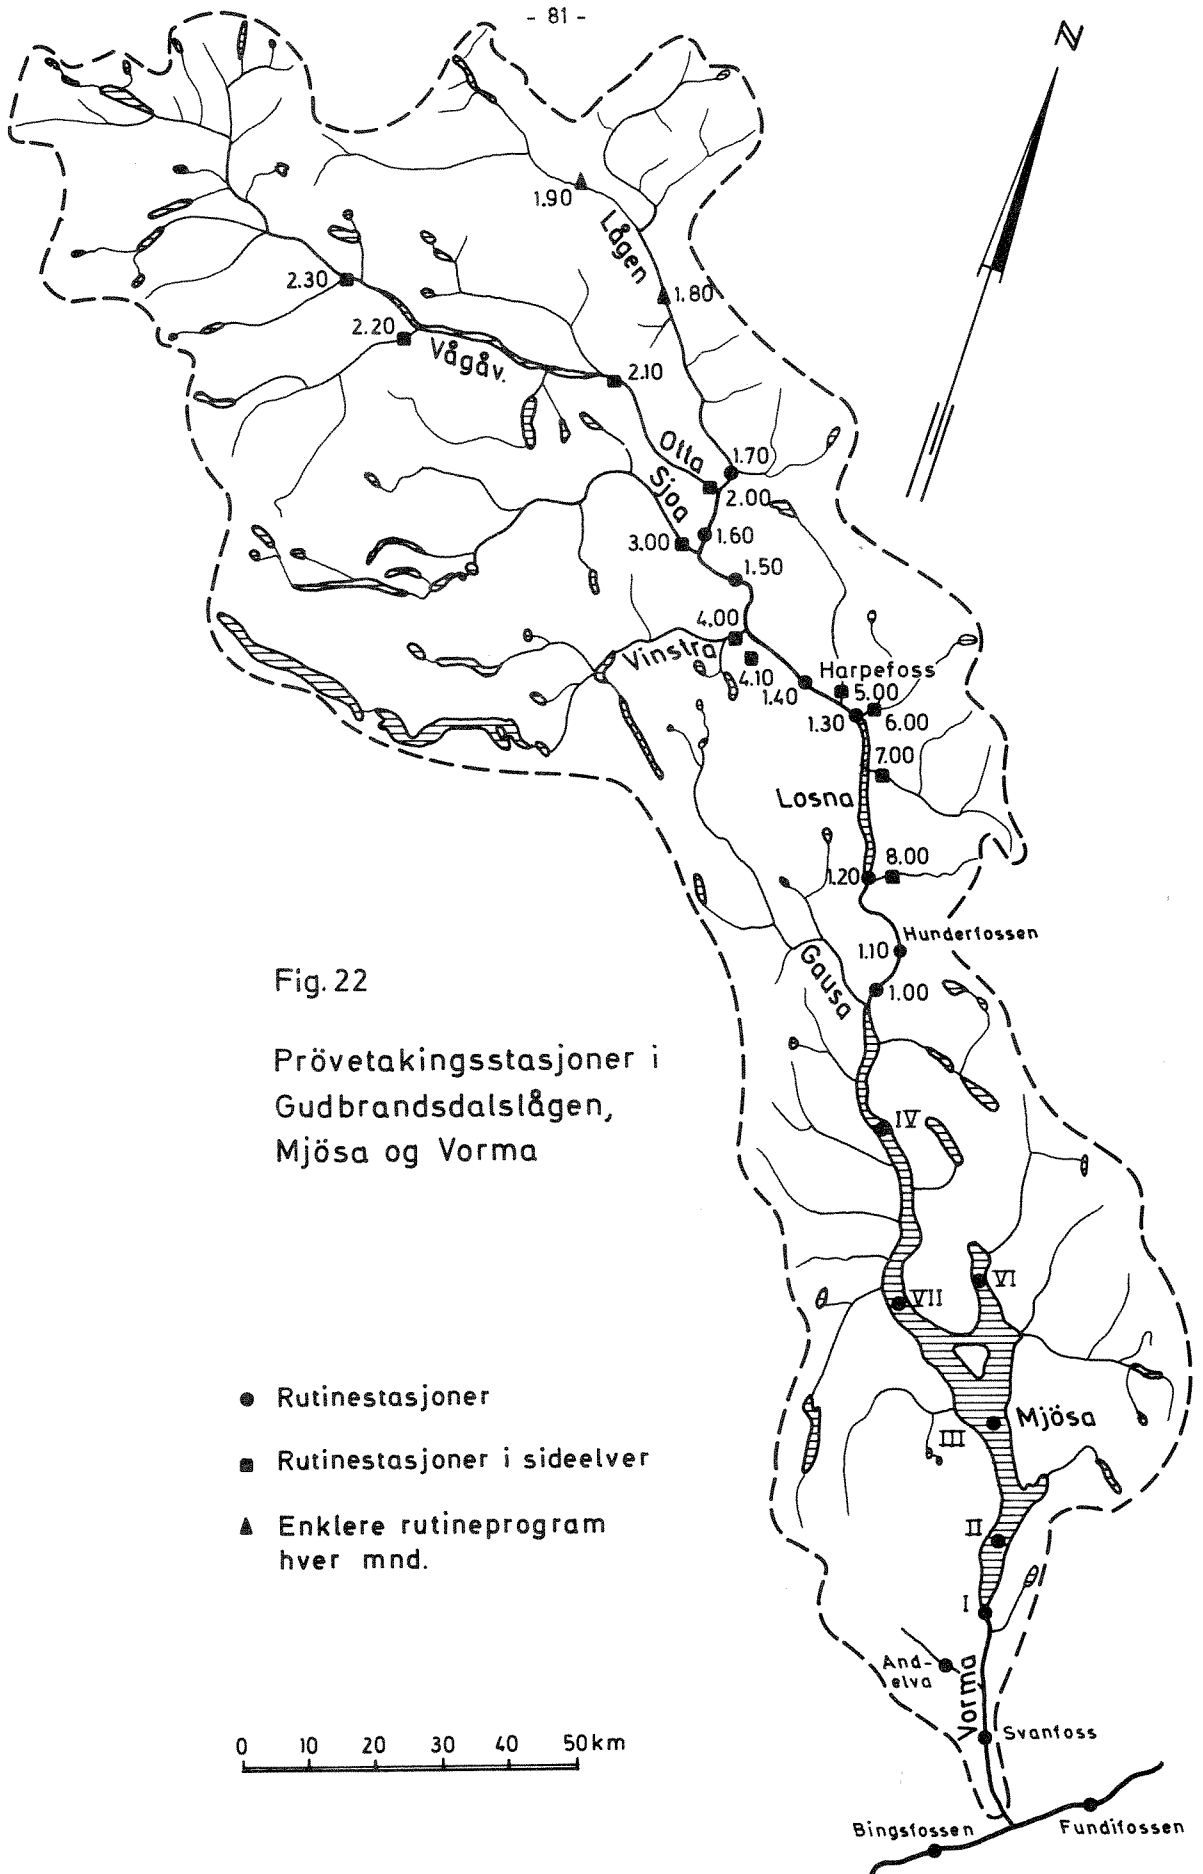 - 81 -
N
1.90
Lågen
1.80
2.30
2.20
Vågåv.
2.10
Otta
1.70
Sjoa
2.00
3.00
1.60
1.50
4.00
Vinstra
4.10
1.40
Harpefoss
5.00
1.30
6.00
7.00
Losna
8.00
1.20
Hunderfossen
1.10
Gausa
1.00
Fig. 22
Prövetakingsstasjoner i
Gudbrandsdalslågen,
Mjösa og Vorma
IV
VI
VII
Rutinestasjoner
Mjösa
III
Rutinestasjoner i sideelver
Enklere rutineprogram
hver mnd.
II
I
And-
elva
Vorma
Svanfoss
0 10 20 30 40 50 km
Bingsfossen
Fundifossen